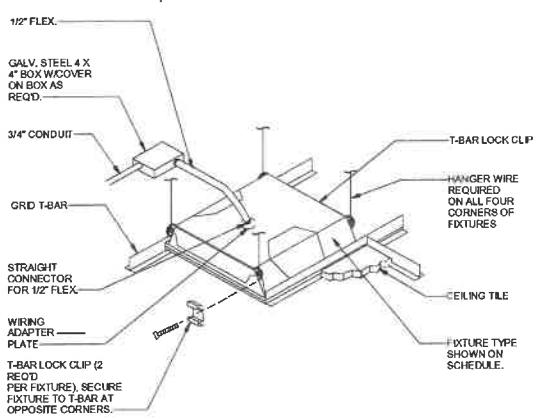 1/2" FLEX.
GALV. STEEL 4 X
4" BOX W/COVER
ON BOX AS
REQ'D.
3/4" CONDUIT
GRID T-BAR
STRAIGHT
CONNECTOR
FOR 1/2" FLEX.
WIRING
ADAPTER
PLATE
T-BAR LOCK CLIP (2
REQ'D
PER FIXTURE), SECURE
FIXTURE TO T-BAR AT
OPPOSITE CORNERS.
T-BAR LOCK CLIP
HANGER WIRE
REQUIRED
ON ALL FOUR
CORNERS OF
FIXTURES
CEILING TILE
FIXTURE TYPE
SHOWN ON
SCHEDULE.